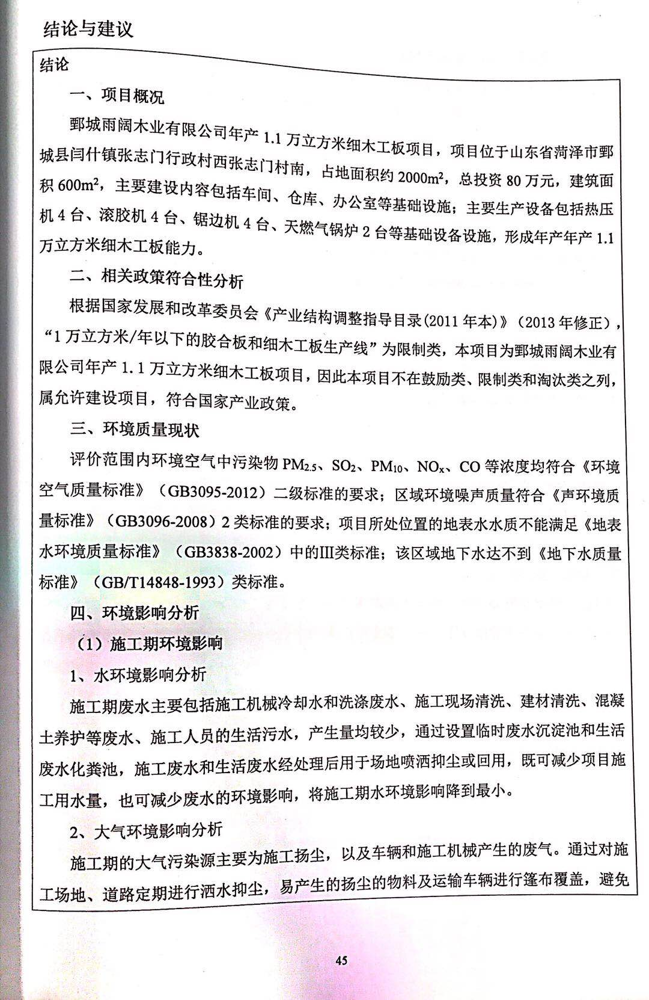 结论与建议
结论
一、项目概况
鄄城雨阔木业有限公司年产 1.1 万立方米细木工板项目，项目位于山东省菏泽市鄄
城县闫什镇张志门行政村西张志门村南，占地面积约 2000m²，总投资 80 万元，建筑面
积 600m²，主要建设内容包括车间、仓库、办公室等基础设施；主要生产设备包括热压
机 4 台、滚胶机 4 台、锯边机 4 台、天燃气锅炉 2 台等基础设备设施，形成年产年产 1.1
万立方米细木工板能力。
二、相关政策符合性分析
根据国家发展和改革委员会《产业结构调整指导目录(2011 年本)》（2013 年修正），
“1 万立方米/年以下的胶合板和细木工板生产线”为限制类，本项目为鄄城雨阔木业有
限公司年产 1.1 万立方米细木工板项目，因此本项目不在鼓励类、限制类和淘汰类之列，
属允许建设项目，符合国家产业政策。
三、环境质量现状
评价范围内环境空气中污染物 PM₂.₅、SO₂、PM₁₀、NOₓ、CO 等浓度均符合《环境
空气质量标准》（GB3095-2012）二级标准的要求；区域环境噪声质量符合《声环境质
量标准》（GB3096-2008）2 类标准的要求；项目所处位置的地表水水质不能满足《地表
水环境质量标准》（GB3838-2002）中的Ⅲ类标准；该区域地下水达不到《地下水质量
标准》（GB/T14848-1993）类标准。
四、环境影响分析
（1）施工期环境影响
1、水环境影响分析
施工期废水主要包括施工机械冷却水和洗涤废水、施工现场清洗、建材清洗、混凝
土养护等废水、施工人员的生活污水，产生量均较少，通过设置临时废水沉淀池和生活
废水化粪池，施工废水和生活废水经处理后用于场地喷洒抑尘或回用，既可减少项目施
工用水量，也可减少废水的环境影响，将施工期水环境影响降到最小。
2、大气环境影响分析
施工期的大气污染源主要为施工扬尘，以及车辆和施工机械产生的废气。通过对施
工场地、道路定期进行洒水抑尘，易产生的扬尘的物料及运输车辆进行篷布覆盖，避免
45